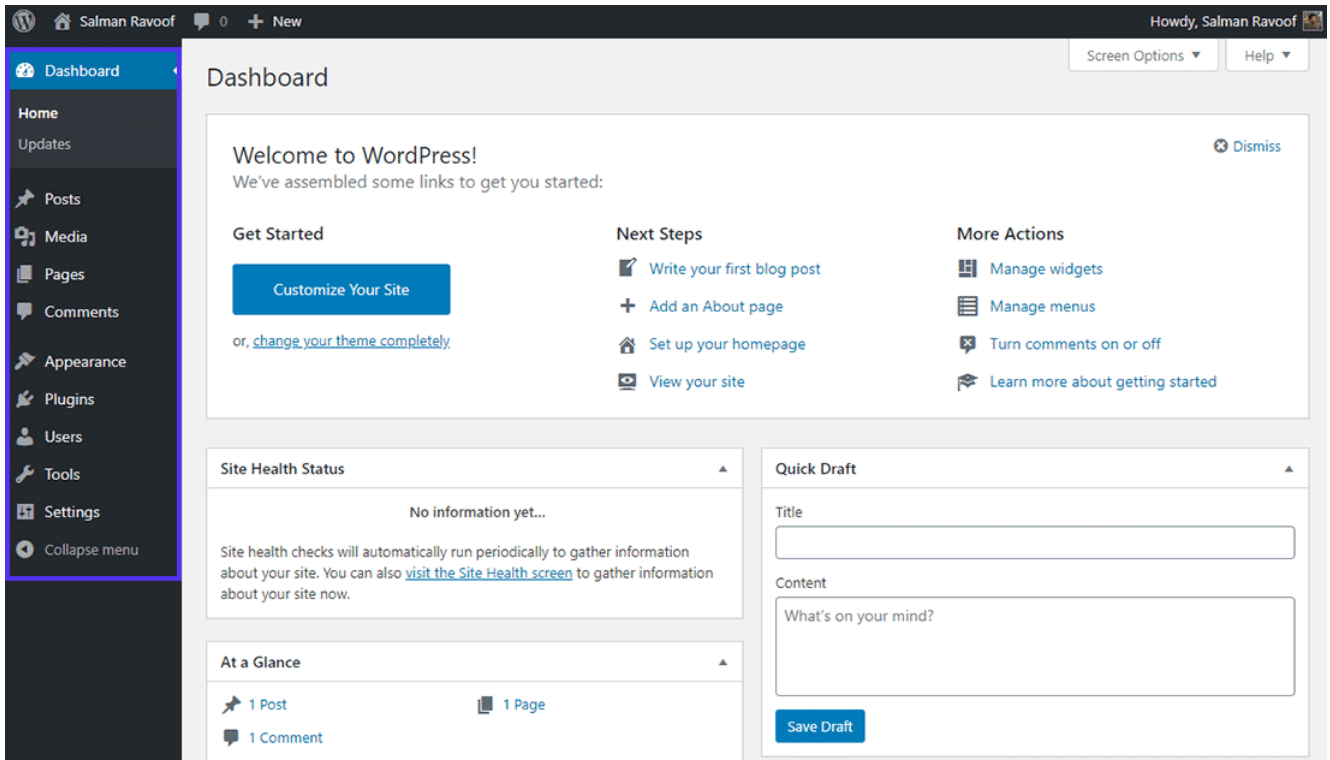 Salman Ravoof 0 New Howdy, Salman Ravoof
Dashboard
Home
Updates
Posts
Media
Pages
Comments
Appearance
Plugins
Users
Tools
Settings
Collapse menu
Screen Options Help
Dashboard
Welcome to WordPress!
Dismiss
We've assembled some links to get you started:
Get Started
Customize Your Site
or, change your theme completely
Next Steps
Write your first blog post
Add an About page
Set up your homepage
View your site
More Actions
Manage widgets
Manage menus
Turn comments on or off
Learn more about getting started
Site Health Status
No information yet...
Site health checks will automatically run periodically to gather information
about your site. You can also visit the Site Health screen to gather information
about your site now.
At a Glance
1 Post
1 Page
1 Comment
Quick Draft
Title
Content
What's on your mind?
Save Draft